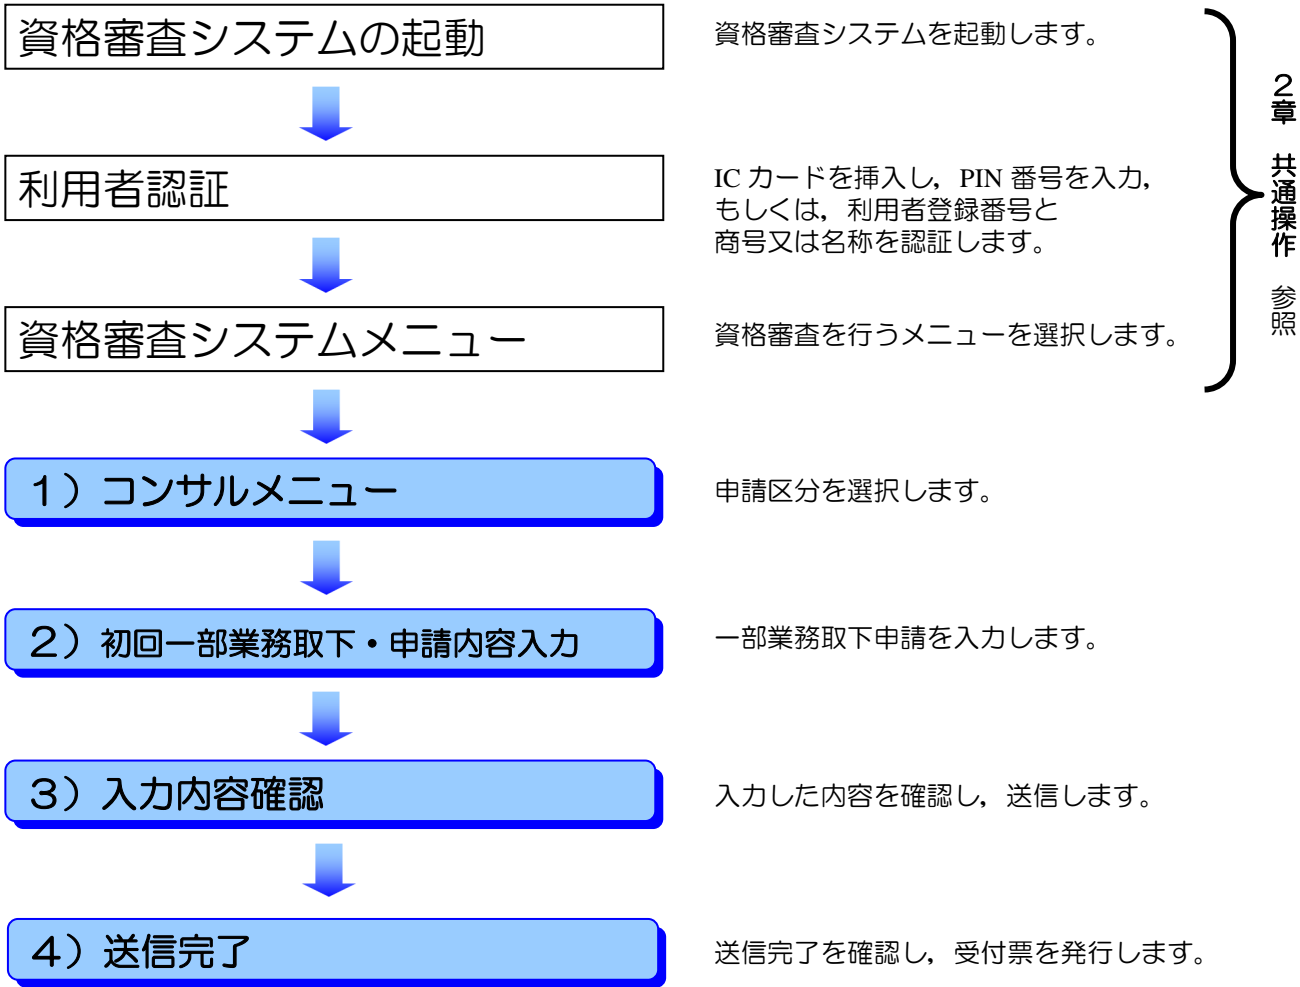 資格審査システムの起動
資格審査システムを起動します。
利用者認証
IC カードを挿入し，PIN 番号を入力，
もしくは，利用者登録番号と
商号又は名称を認証します。
資格審査システムメニュー
資格審査を行うメニューを選択します。
２章　共通操作　参照
１）コンサルメニュー
申請区分を選択します。
２）初回一部業務取下・申請内容入力
一部業務取下申請を入力します。
３）入力内容確認
入力した内容を確認し，送信します。
４）送信完了
送信完了を確認し，受付票を発行します。